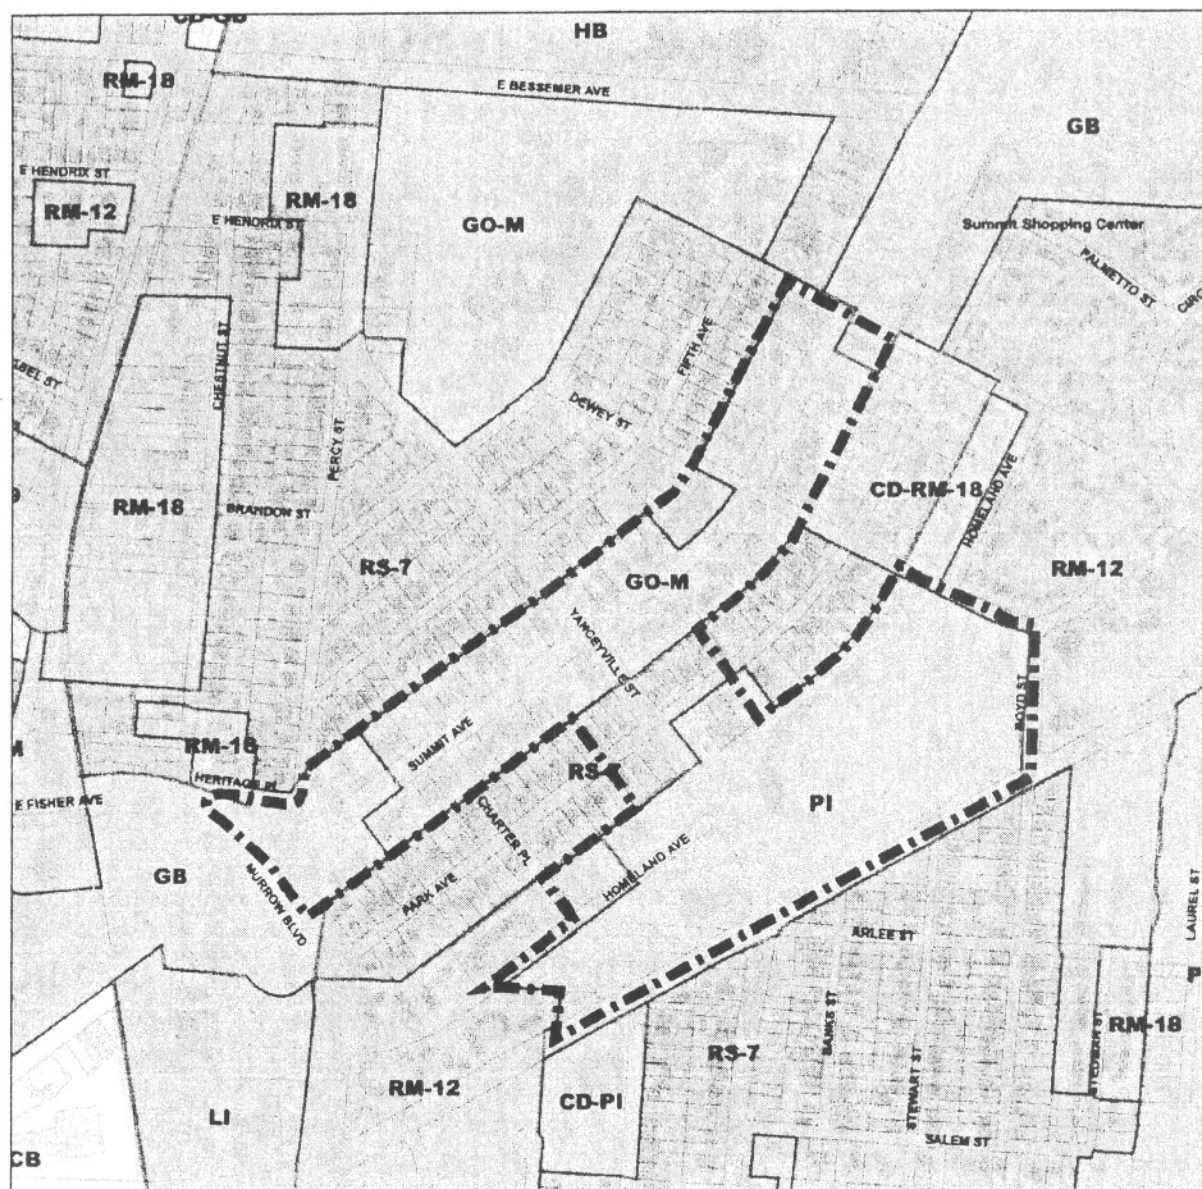 HB
RM-18
E BESSEMER AVE
GB
E HENDRIX ST
RM-12
RM-18
E HENDRIX ST
GO-M
Summit Shopping Center
PALMETTO ST
CHESTNUT ST
FIFTH AVE
DEWEY ST
PERCY ST
RM-18
BRANDON ST
CD-RM-18
HOMELAND AVE
RS-7
GO-M
RM-12
YANCEYVILLE ST
BOYD ST
SUMMIT AVE
RM-18
HERITAGE PL
E FISHER AVE
RS-7
CHARTER PL
PI
GB
MURROW BLVD
PARK AVE
HOMELAND AVE
LAUREL ST
ARLEE ST
BANKS ST
STEWART ST
RM-18
RS-7
RM-12
CD-PI
LI
SALEM ST
CB